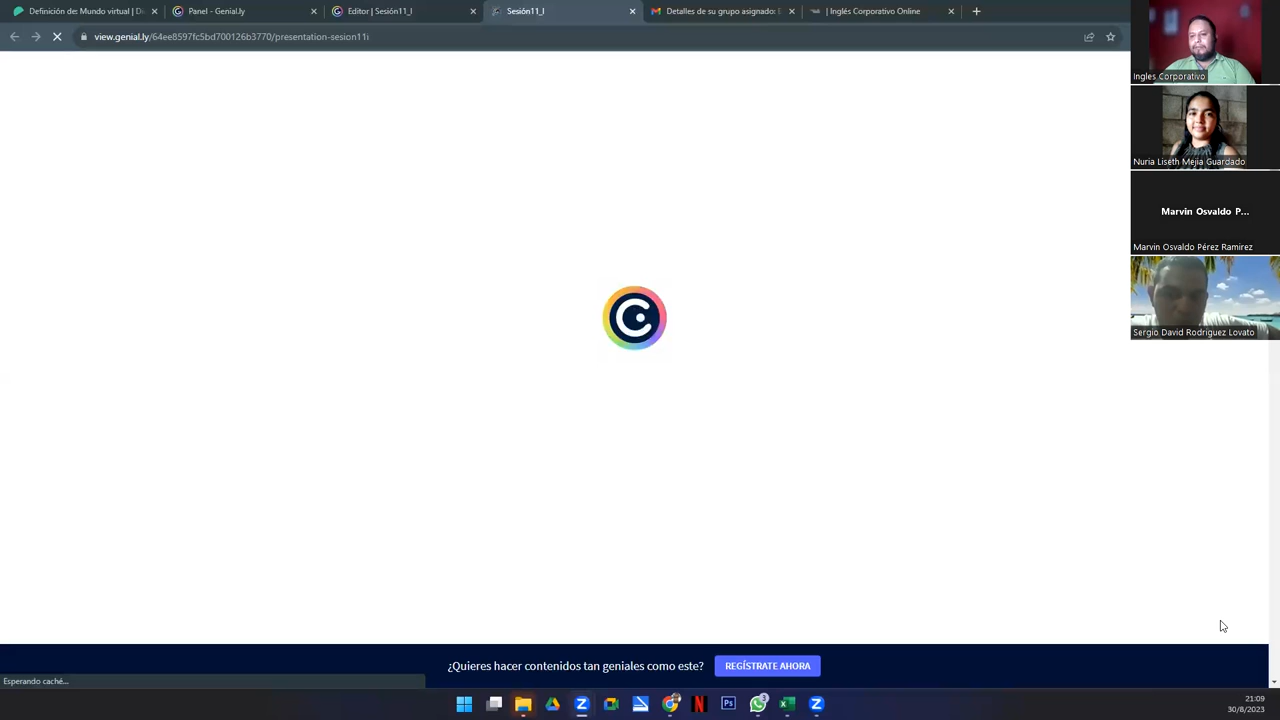 Definición de: Mundo virtual | Di
Panel - Genial.ly
Editor | Sesión11_I
Sesión11_I
Detalles de su grupo asignado: E
| Inglés Corporativo Online
view.genial.ly/64ee8597fc5bd700126b3770/presentation-sesion11i
Ingles Corporativo
Nuria Liseth Mejia Guardado
Marvin Osvaldo P...
Marvin Osvaldo Pérez Ramirez
Sergio David Rodriguez Lovato
¿Quieres hacer contenidos tan geniales como este?
REGÍSTRATE AHORA
Esperando caché...
3
21:09
30/8/2023